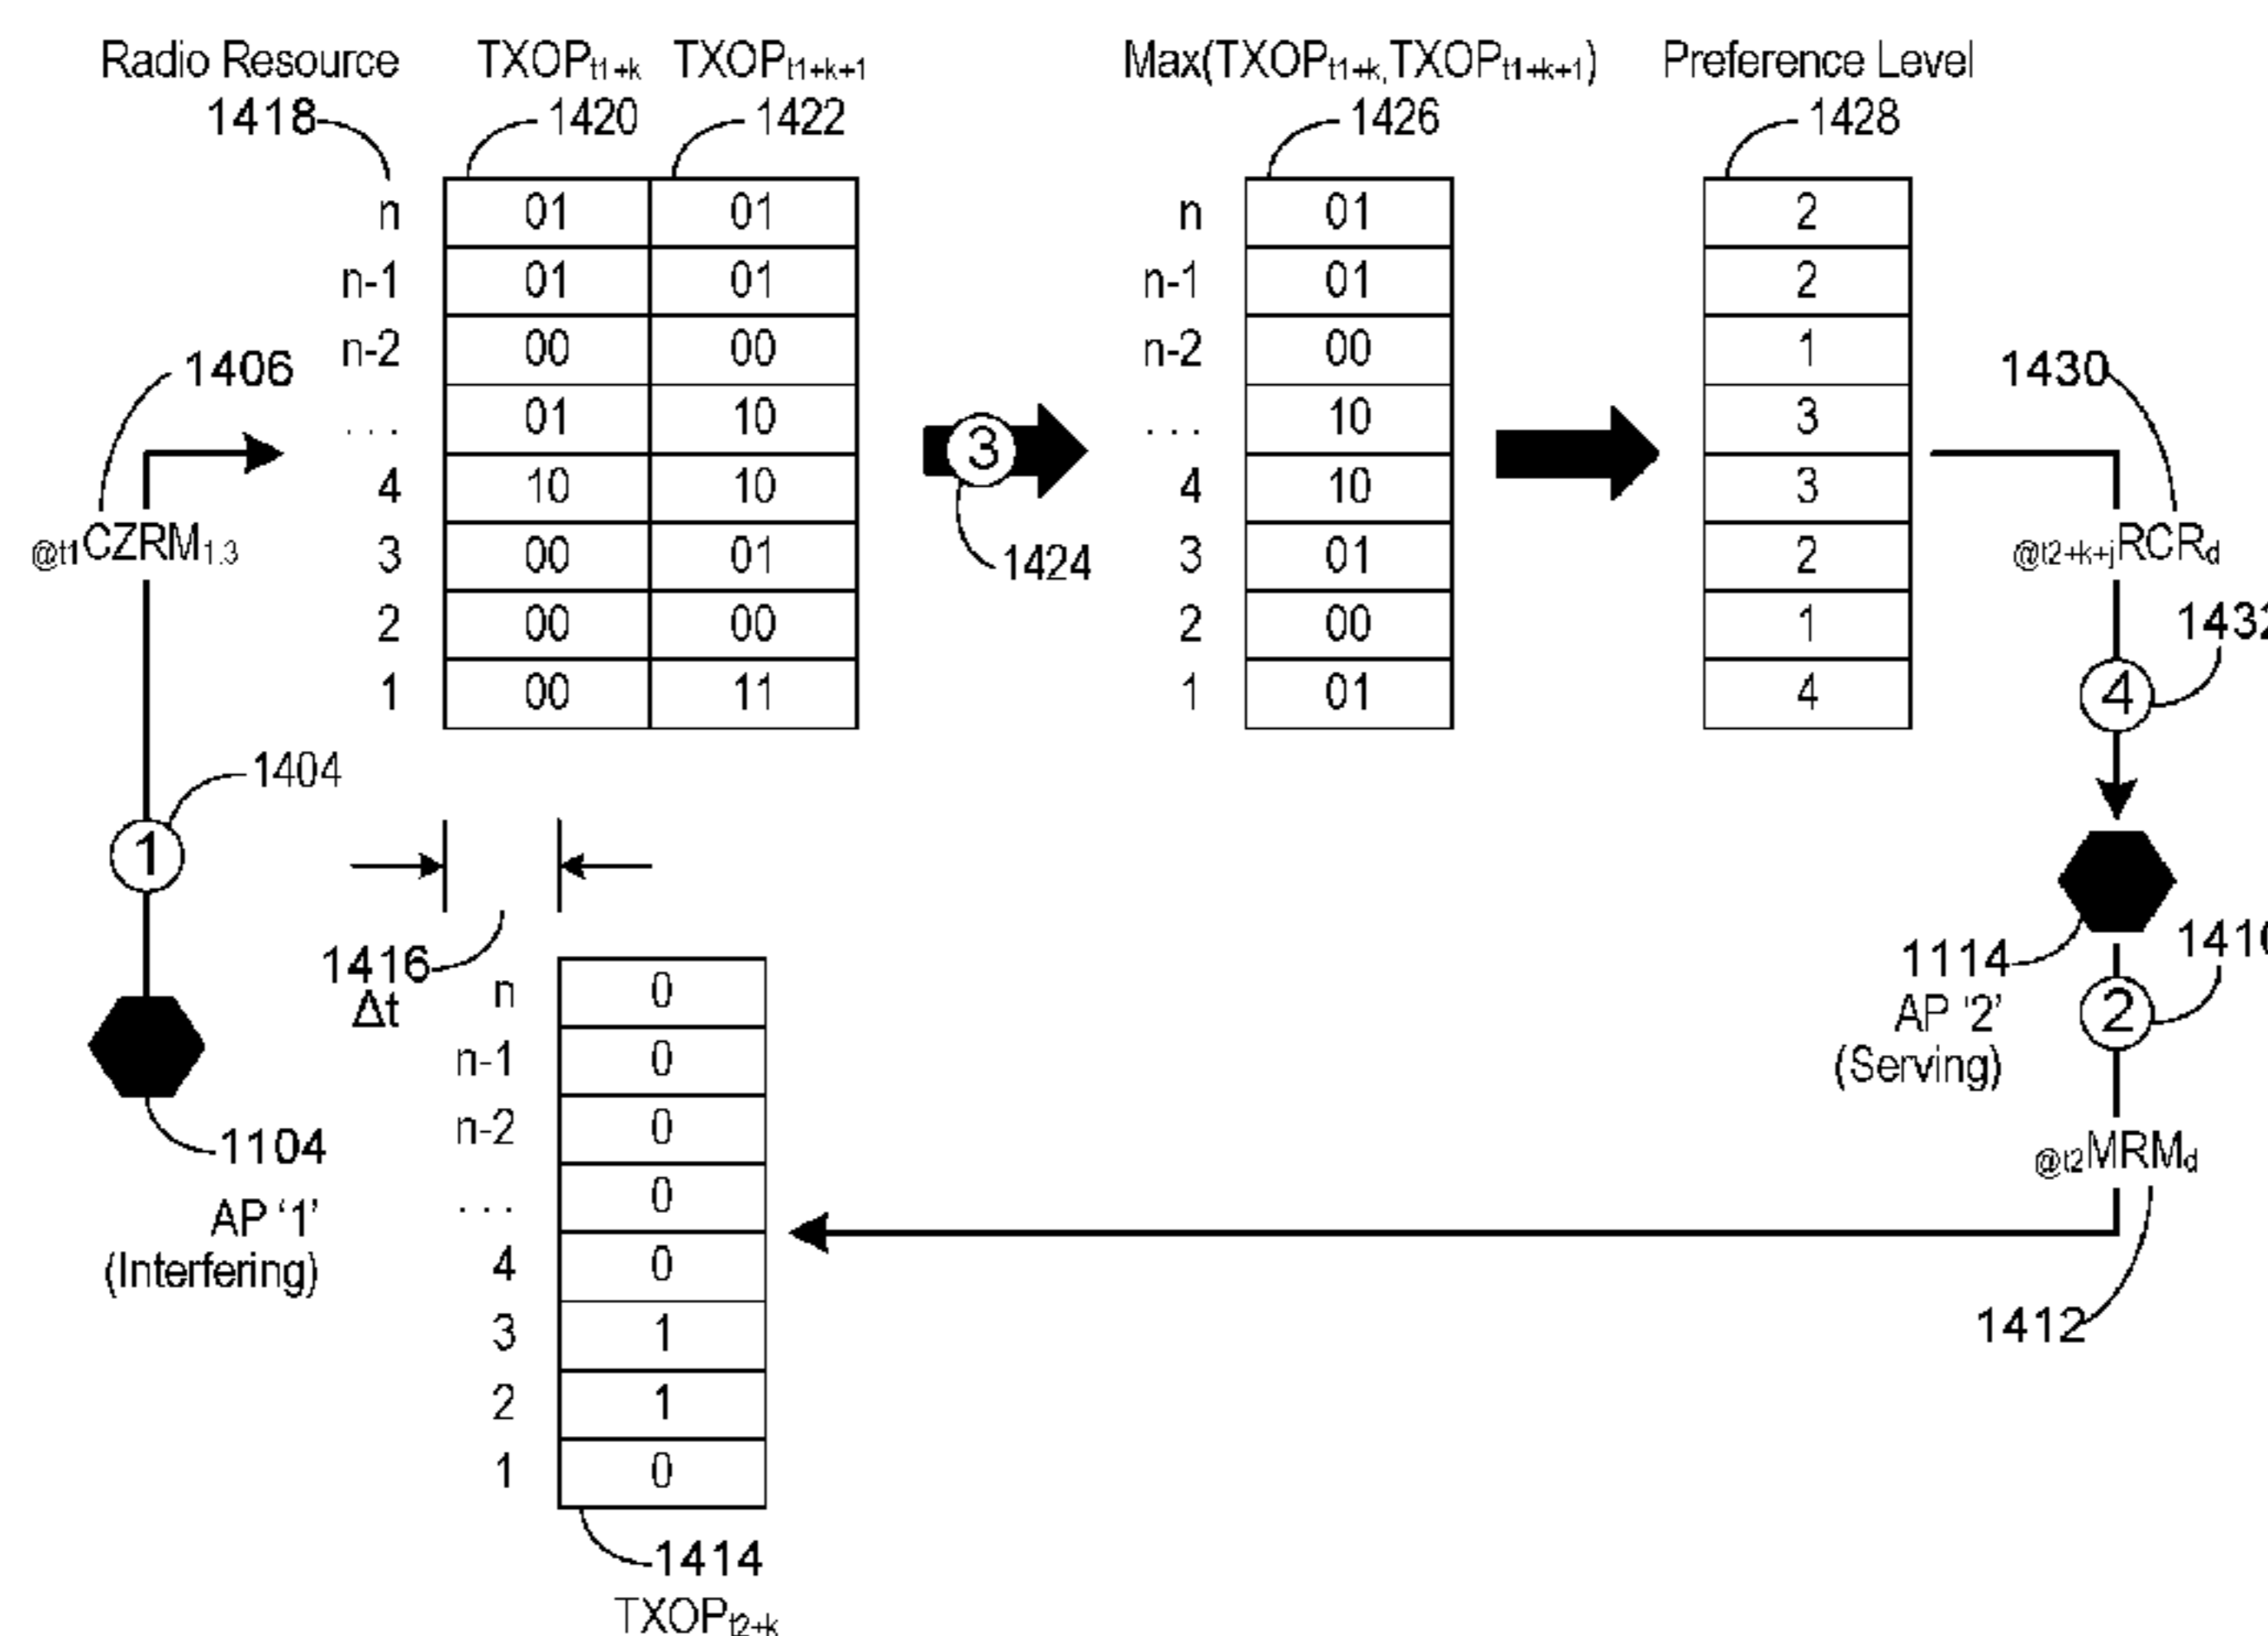 Radio Resource TXOPt1+k TXOPt1+k+1 Max(TXOPt1+k,TXOPt1+k+1) Preference Level
1418 1420 1422 1426 1428
n 01 01 n 01 2
n-1 01 01 n-1 01 2
n-2 00 00 n-2 00 1
1406 1430
... 01 10 ... 10 3
3
4 10 10 4 10 3
@t1CZRM1.3 3 00 01 1424 3 01 2 @t2+k+jRCRd
2 00 00 2 00 1
1 00 11 1 01 4 4
1404
1
1416
Δt
1114
AP ‘2’
(Serving)
2
n 0
n-1 0
n-2 0
... 0
4 0
3 1
2 1
1 0
1104
AP ‘1’
(Interfering)
@t2MRMd
1412
1414
TXOPt2+k